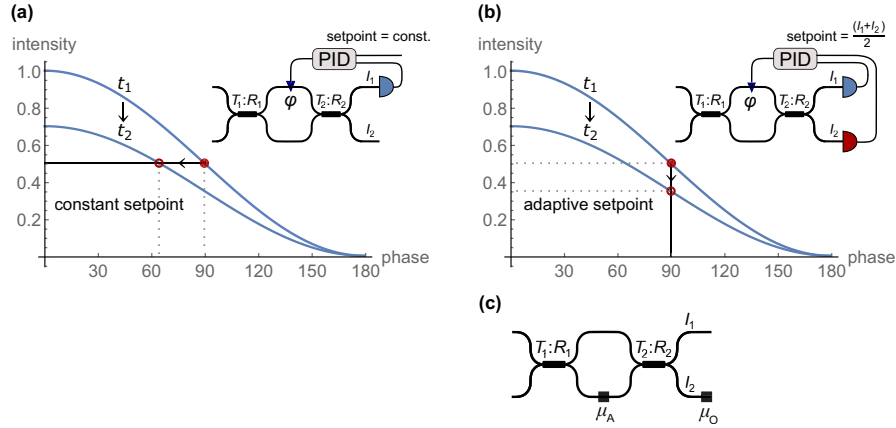 (a)
intensity
setpoint = const.
PID
I₁
1.0
t₁
T₁:R₁
φ
T₂:R₂
0.8
t₂
I₂
0.6
0.4
constant setpoint
0.2
phase
30 60 90 120 150 180
(b)
intensity
setpoint = (I₁+I₂)/2
PID
I₁
1.0
t₁
T₁:R₁
φ
T₂:R₂
0.8
t₂
I₂
0.6
0.4
adaptive setpoint
0.2
phase
30 60 90 120 150 180
(c)
I₁
T₁:R₁ T₂:R₂
I₂
μA μO